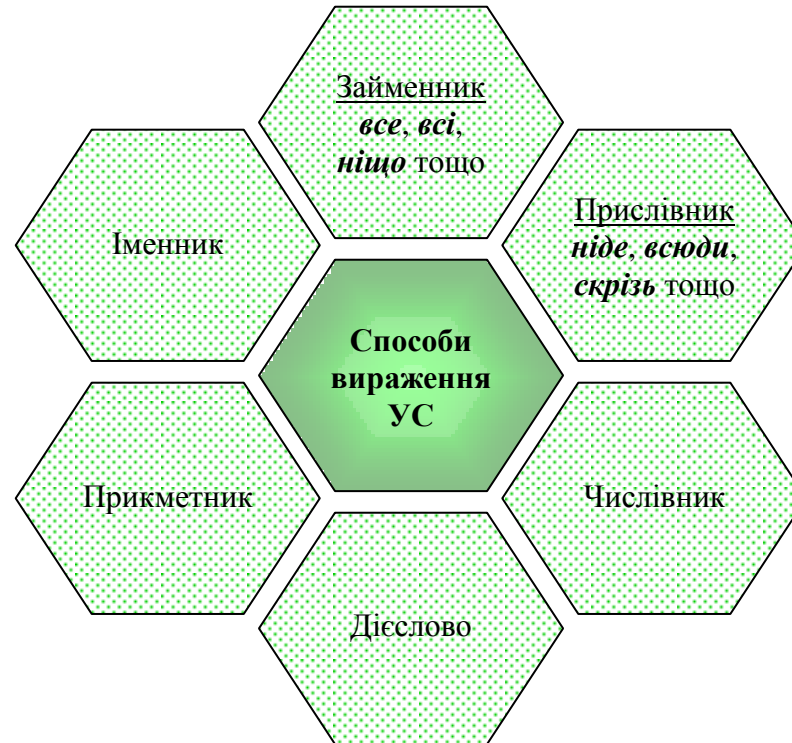 Займенник
все, всі,
ніщо тощо
Іменник
Прислівник
ніде, всюди,
скрізь тощо
Способи
вираження
УС
Прикметник
Числівник
Дієслово